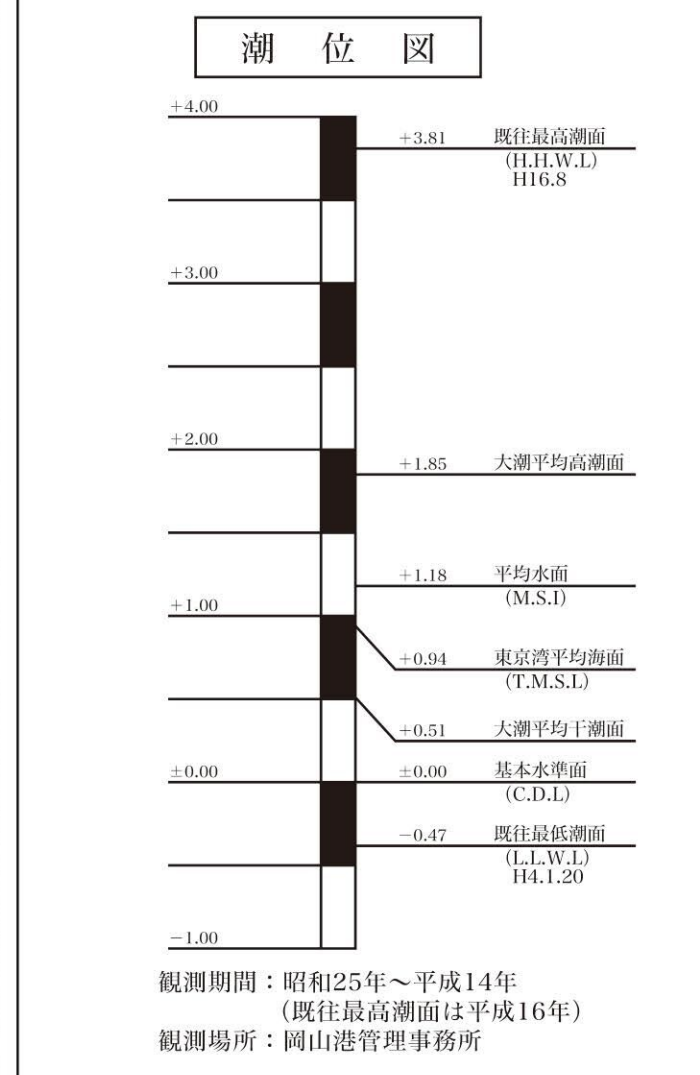 潮 位 図
+4.00
+3.81 既往最高潮面
(H.H.W.L)
H16.8
+3.00
+2.00
+1.85 大潮平均高潮面
+1.18 平均水面
(M.S.I)
+1.00
+0.94 東京湾平均海面
(T.M.S.L)
+0.51 大潮平均干潮面
±0.00 ±0.00 基本水準面
(C.D.L)
−0.47 既往最低潮面
(L.L.W.L)
H4.1.20
−1.00
観測期間：昭和25年〜平成14年
(既往最高潮面は平成16年)
観測場所：岡山港管理事務所